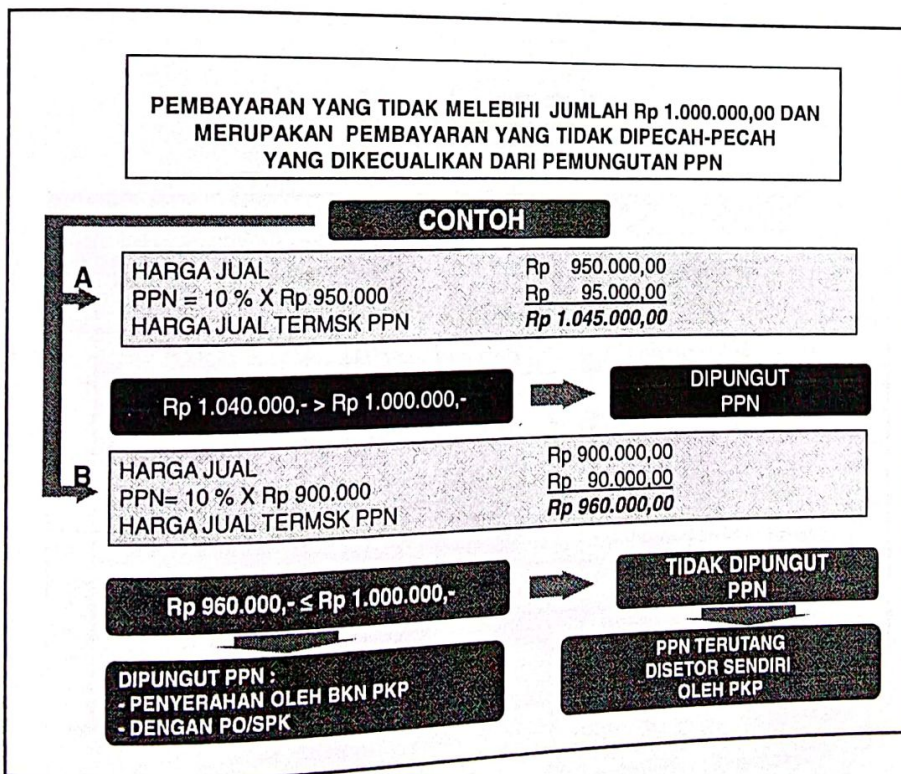 PEMBAYARAN YANG TIDAK MELEBIHI JUMLAH Rp 1.000.000,00 DAN
MERUPAKAN PEMBAYARAN YANG TIDAK DIPECAH-PECAH
YANG DIKECUALIKAN DARI PEMUNGUTAN PPN
CONTOH
A
HARGA JUAL Rp 950.000,00
PPN = 10 % X Rp 950.000 Rp 95.000,00
HARGA JUAL TERMSK PPN Rp 1.045.000,00
Rp 1.040.000,- > Rp 1.000.000,-
DIPUNGUT
PPN
B
HARGA JUAL Rp 900.000,00
PPN= 10 % X Rp 900.000 Rp 90.000,00
HARGA JUAL TERMSK PPN Rp 960.000,00
Rp 960.000,- ≤ Rp 1.000.000,-
TIDAK DIPUNGUT
PPN
DIPUNGUT PPN :
- PENYERAHAN OLEH BKN PKP
- DENGAN PO/SPK
PPN TERUTANG
DISETOR SENDIRI
OLEH PKP